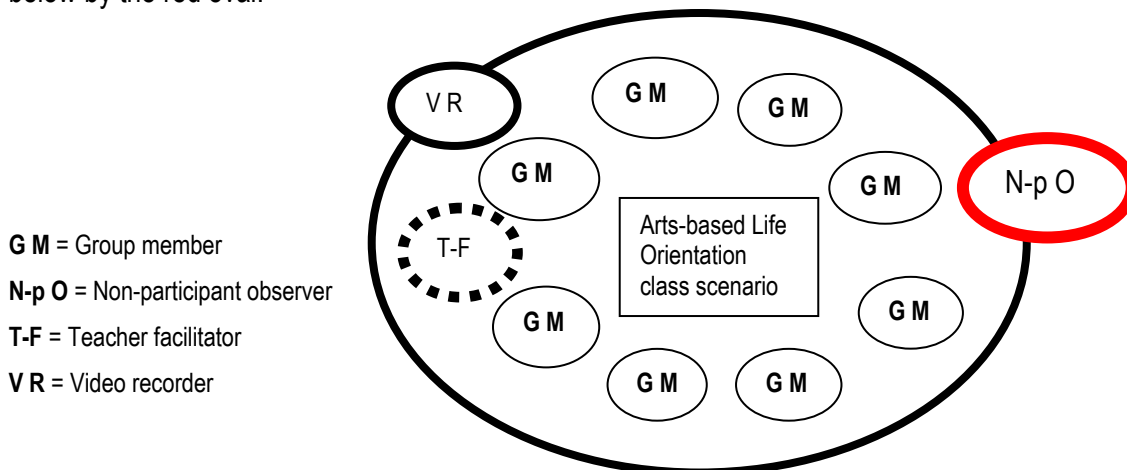 below by the red oval.
V R
G M
G M
G M
G M
N-p O
T-F
Arts-based Life
Orientation
class scenario
G M
G M
G M
G M
G M = Group member
N-p O = Non-participant observer
T-F = Teacher facilitator
V R = Video recorder